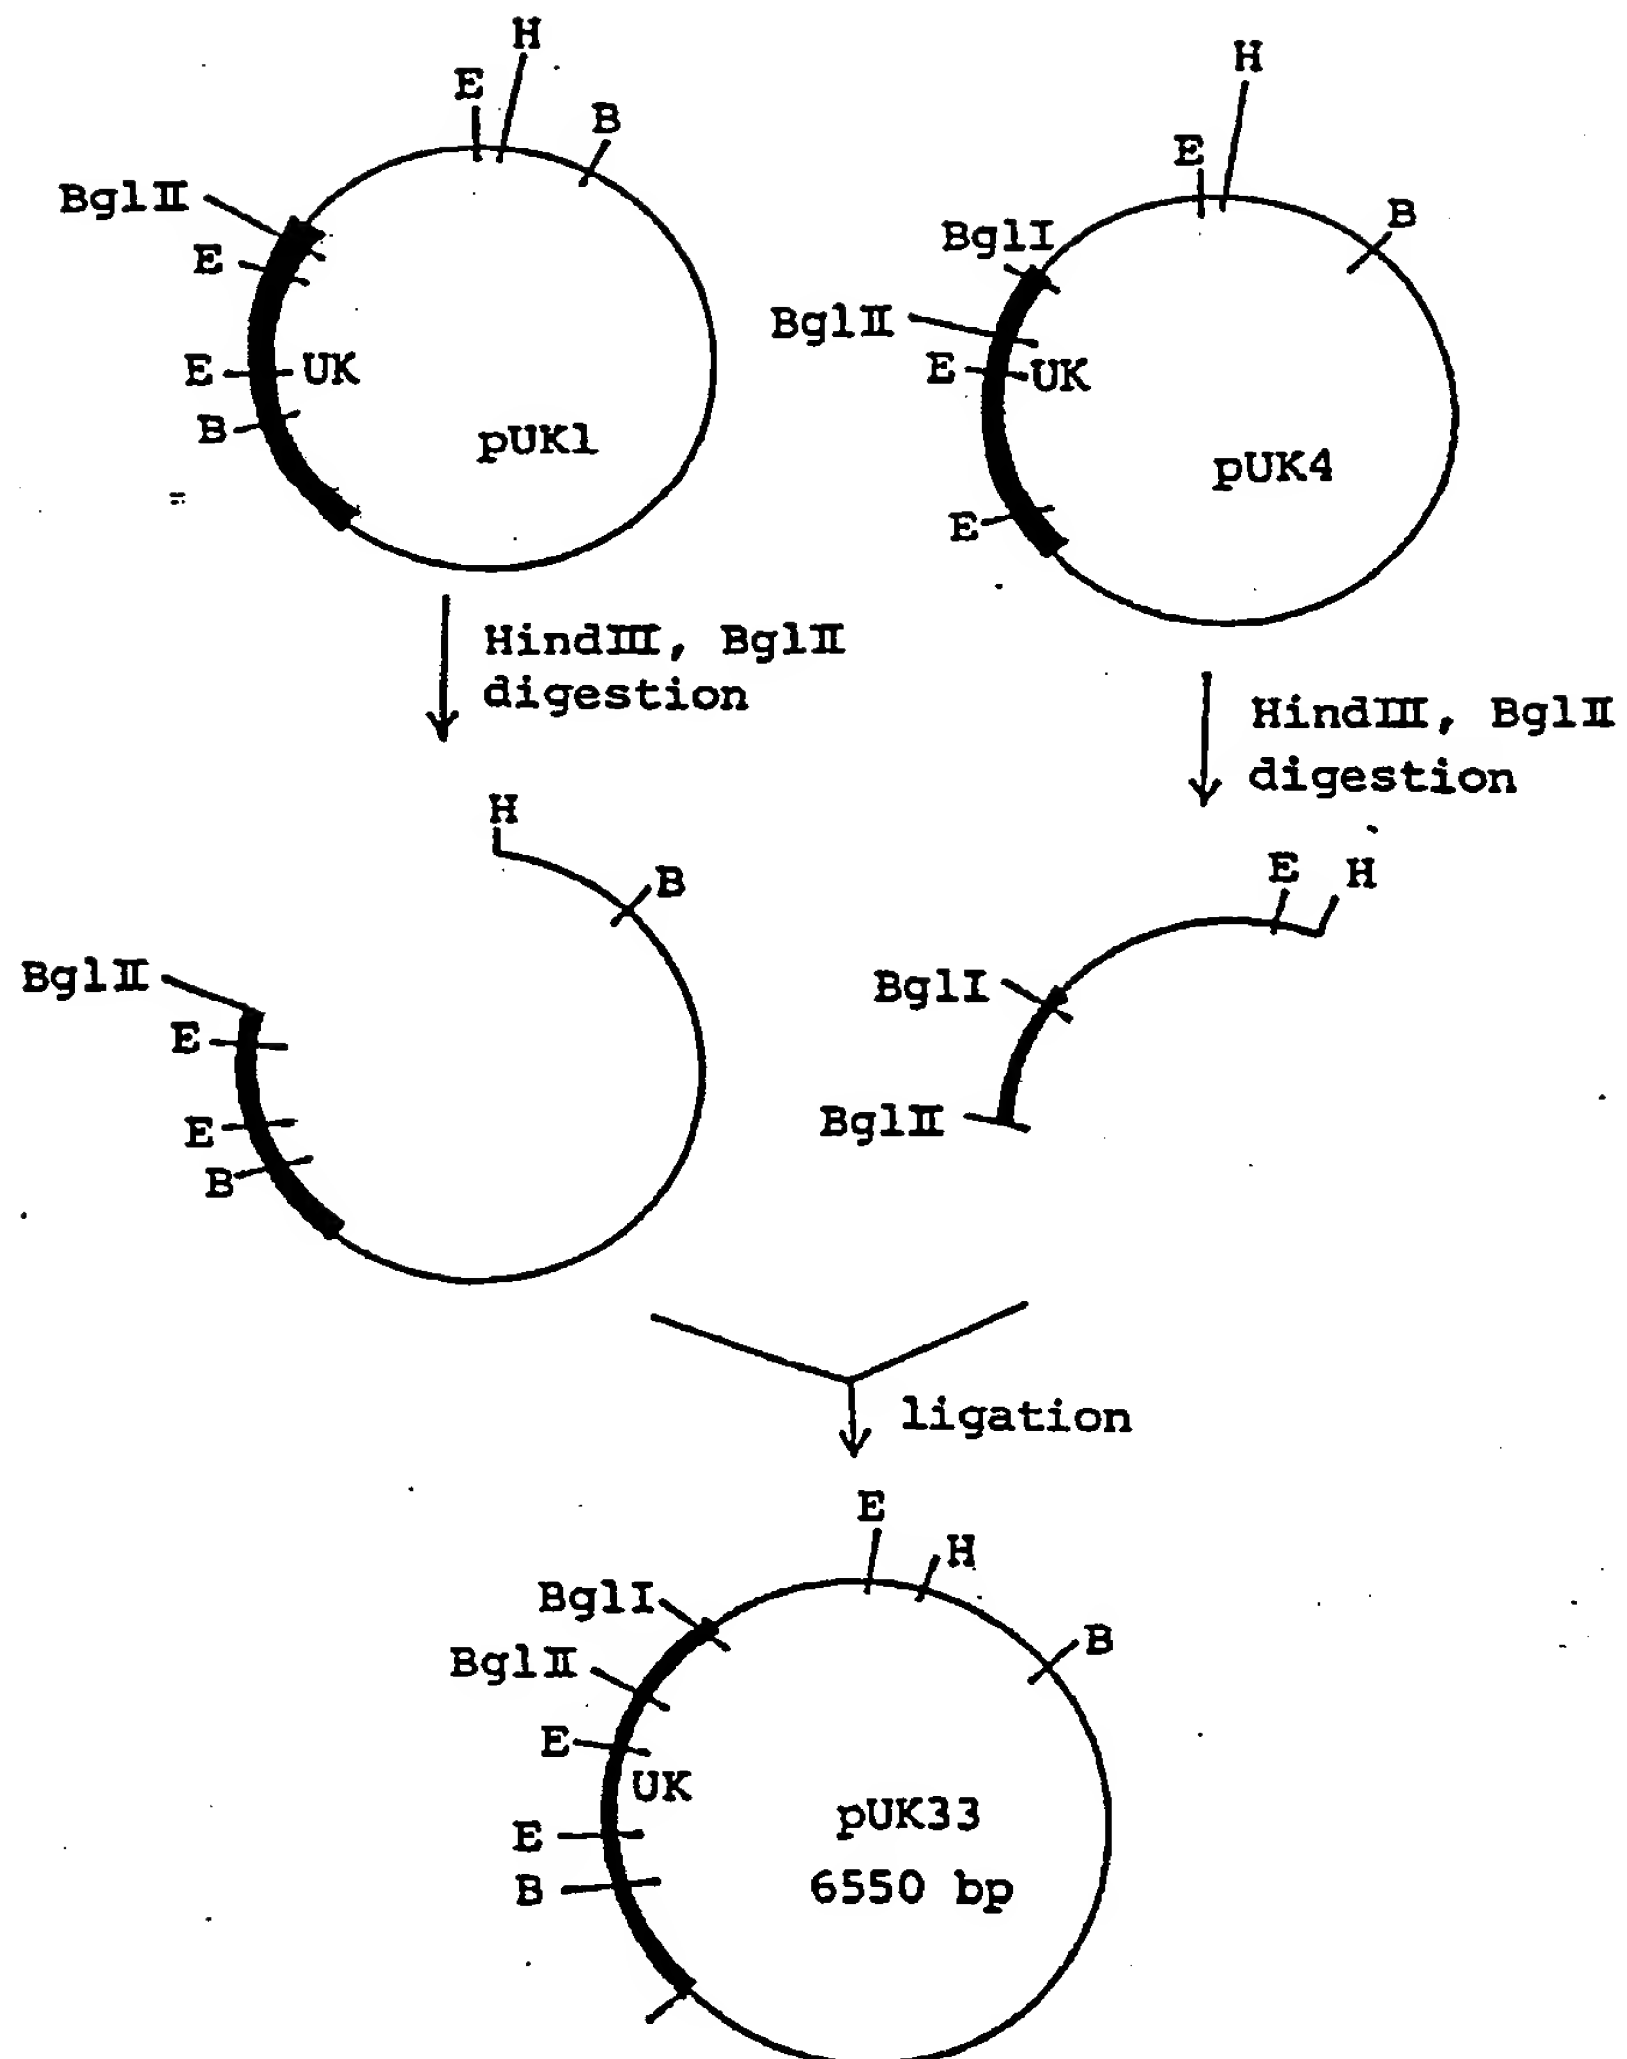 H
E
B
BglII
E
E
UK
B
pUK1
=
H
E
B
BglI
BglII
E
UK
pUK4
E
HindIII, BglII
digestion
HindIII, BglII
digestion
H
B
BglII
E
E
B
E
H
BglI
BglII
ligation
E
H
BglI
B
BglII
E
UK
pUK33
E
6550 bp
B